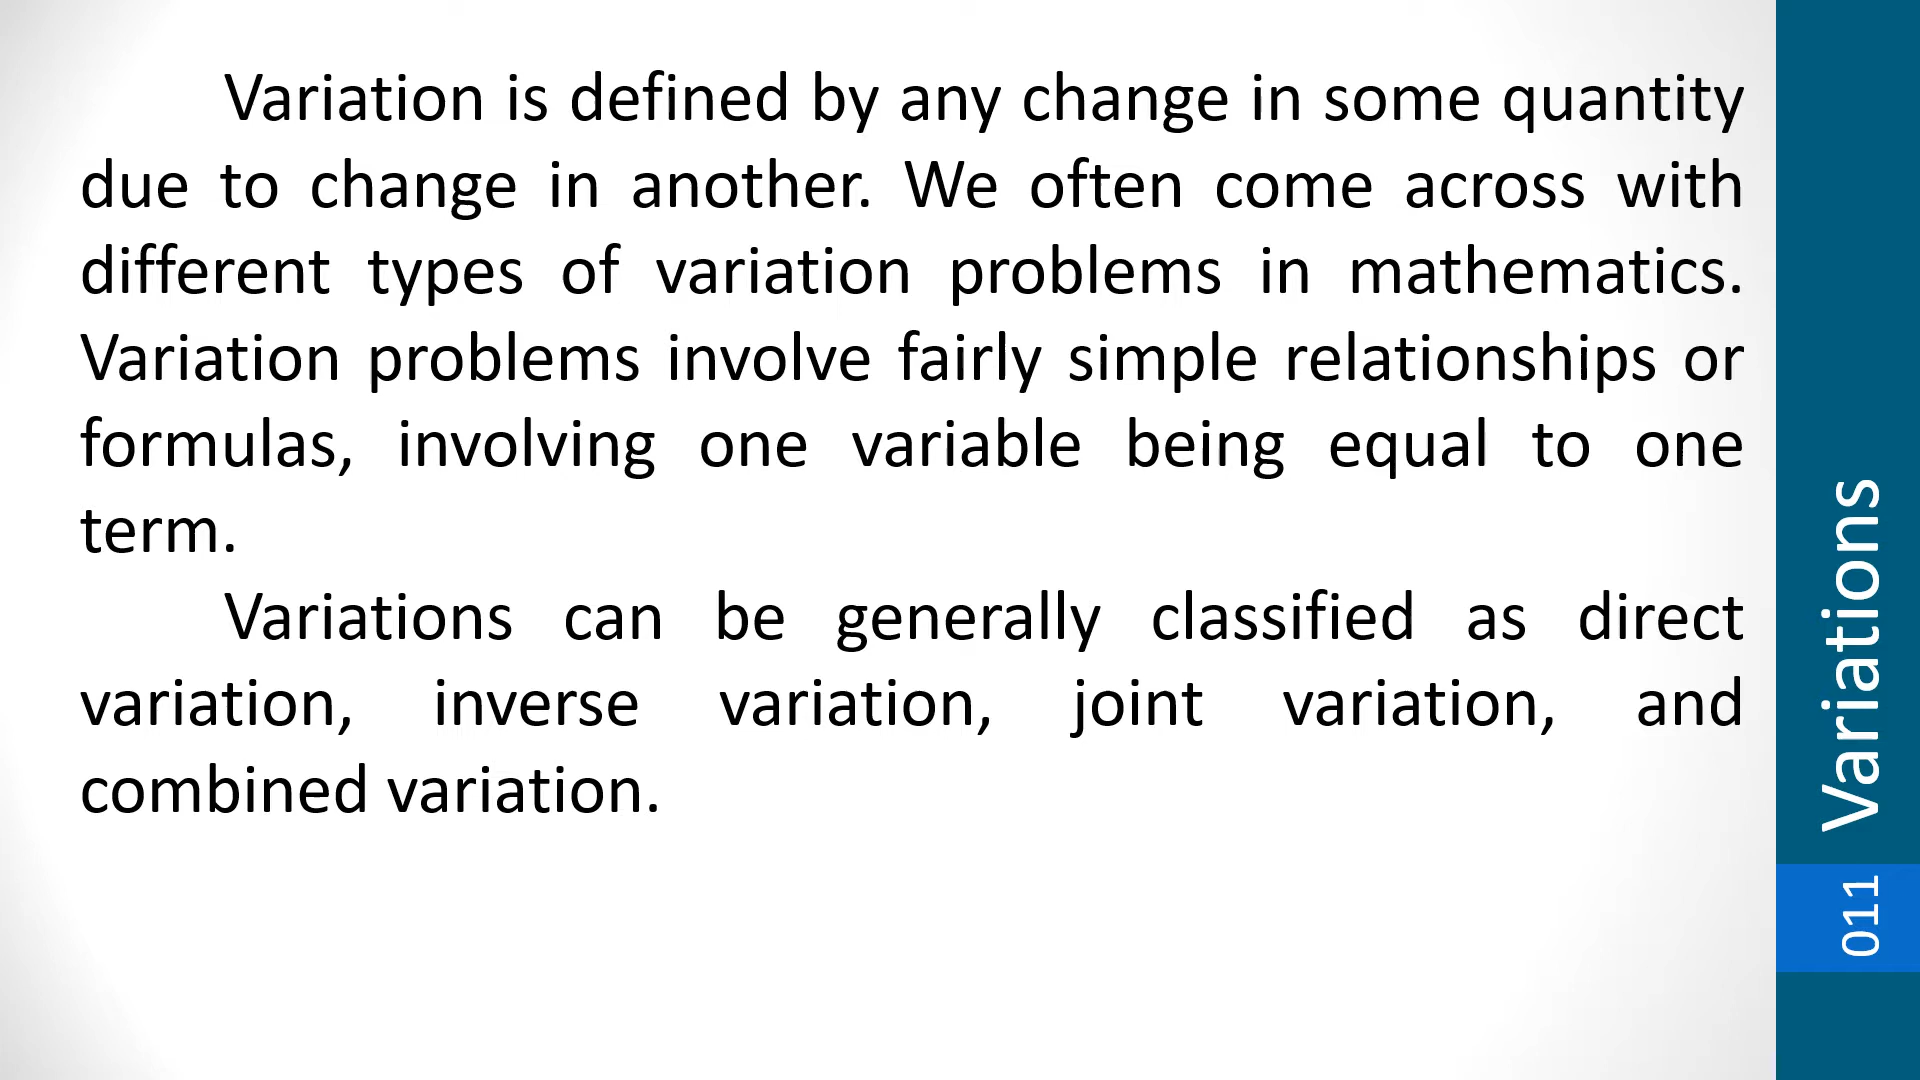 Variation is defined by any change in some quantity
due to change in another. We often come across with
different types of variation problems in mathematics.
Variation problems involve fairly simple relationships or
formulas, involving one variable being equal to one
term.
Variations can be generally classified as direct
variation, inverse variation, joint variation, and
combined variation.
Variations
011